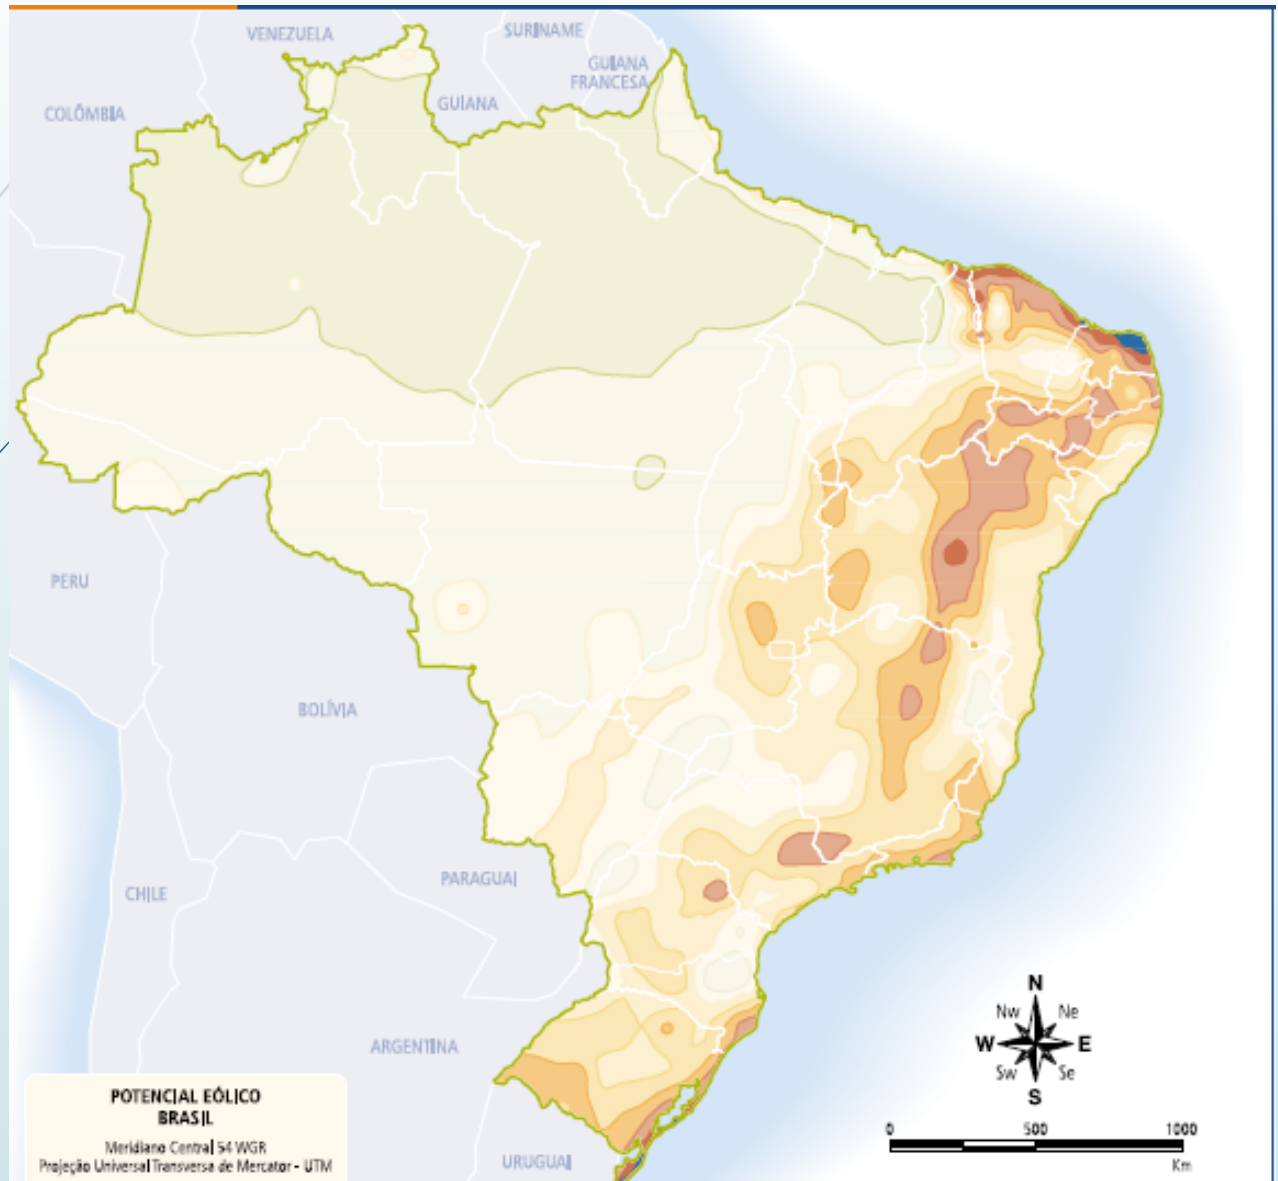 VENEZUELA
SURINAME
GUIANA
FRANCESA
COLÔMBIA
GUIANA
PERU
BOLÍVIA
PARAGUAI
CHILE
ARGENTINA
URUGUAI
N
Nw
Ne
W
E
Sw
Se
S
0
500
1000
Km
POTENCIAL EÓLICO
BRASIL
Meridiano Central 54 WGR
Projeção Universal Transversa de Mercator - UTM